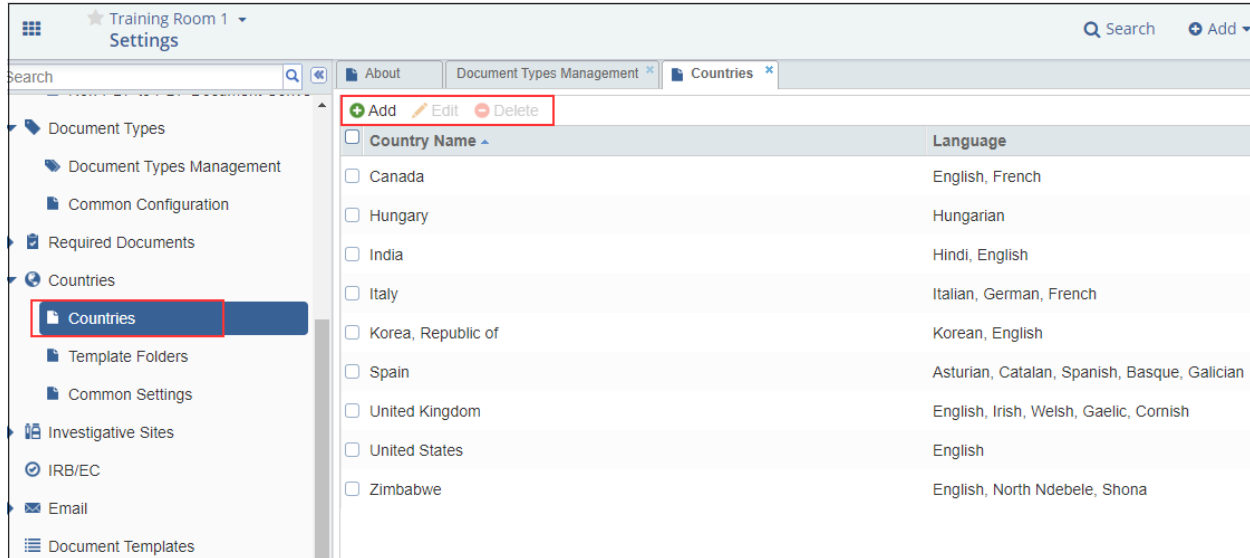 Training Room 1
Settings
Search
Add
Search
About
Document Types Management
Countries
Document Types
Document Types Management
Common Configuration
Required Documents
Countries
Countries
Template Folders
Common Settings
Investigative Sites
IRB/EC
Email
Document Templates
Add Edit Delete
Country Name Language
Canada English, French
Hungary Hungarian
India Hindi, English
Italy Italian, German, French
Korea, Republic of Korean, English
Spain Asturian, Catalan, Spanish, Basque, Galician
United Kingdom English, Irish, Welsh, Gaelic, Cornish
United States English
Zimbabwe English, North Ndebele, Shona